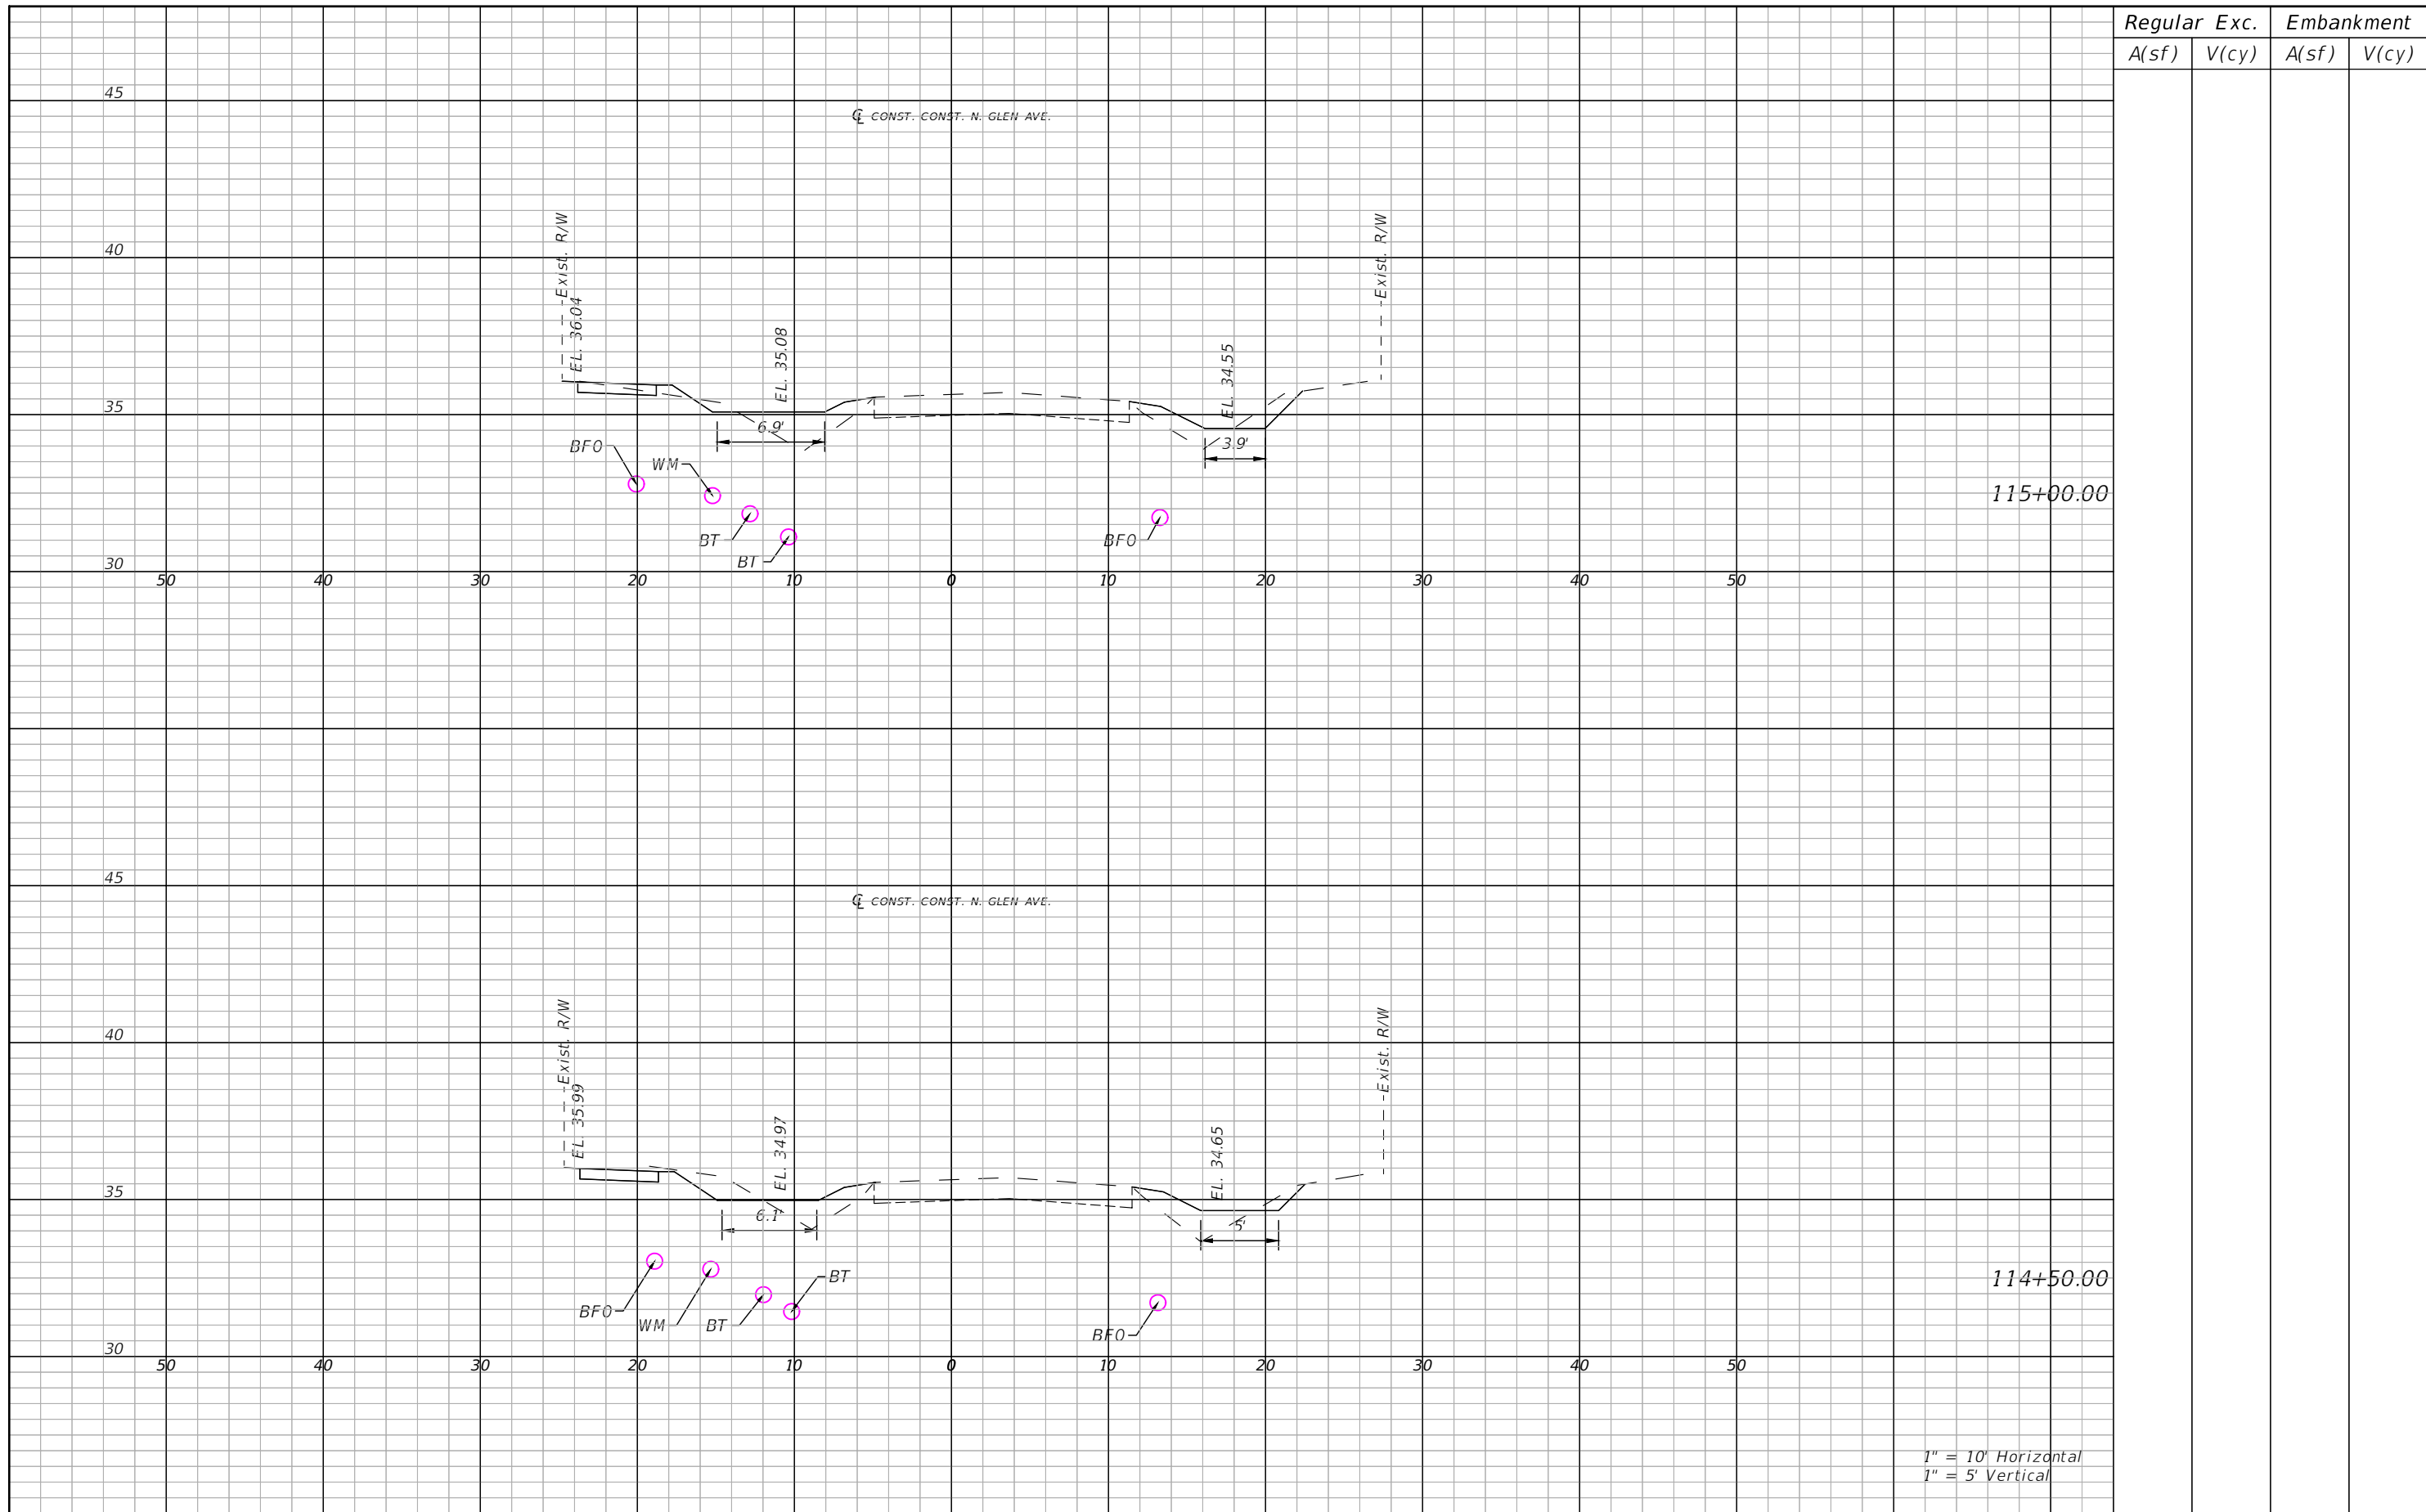 Regular Exc. Embankment
A(sf) V(cy) A(sf) V(cy)
45
℄ CONST. CONST. N. GLEN AVE.
Exist. R/W
Exist. R/W
40
EL. 36.04
EL. 35.08
EL. 34.55
35
6.9'
3.9'
BFO
WM
115+00.00
BT
BT
BFO
30
50 40 30 20 10 0 10 20 30 40 50
45
℄ CONST. CONST. N. GLEN AVE.
Exist. R/W
Exist. R/W
40
EL. 35.99
EL. 34.97
EL. 34.65
35
6.1'
5'
BT
114+50.00
BFO
WM
BT
BFO
30
50 40 30 20 10 0 10 20 30 40 50
1" = 10' Horizontal
1" = 5' Vertical